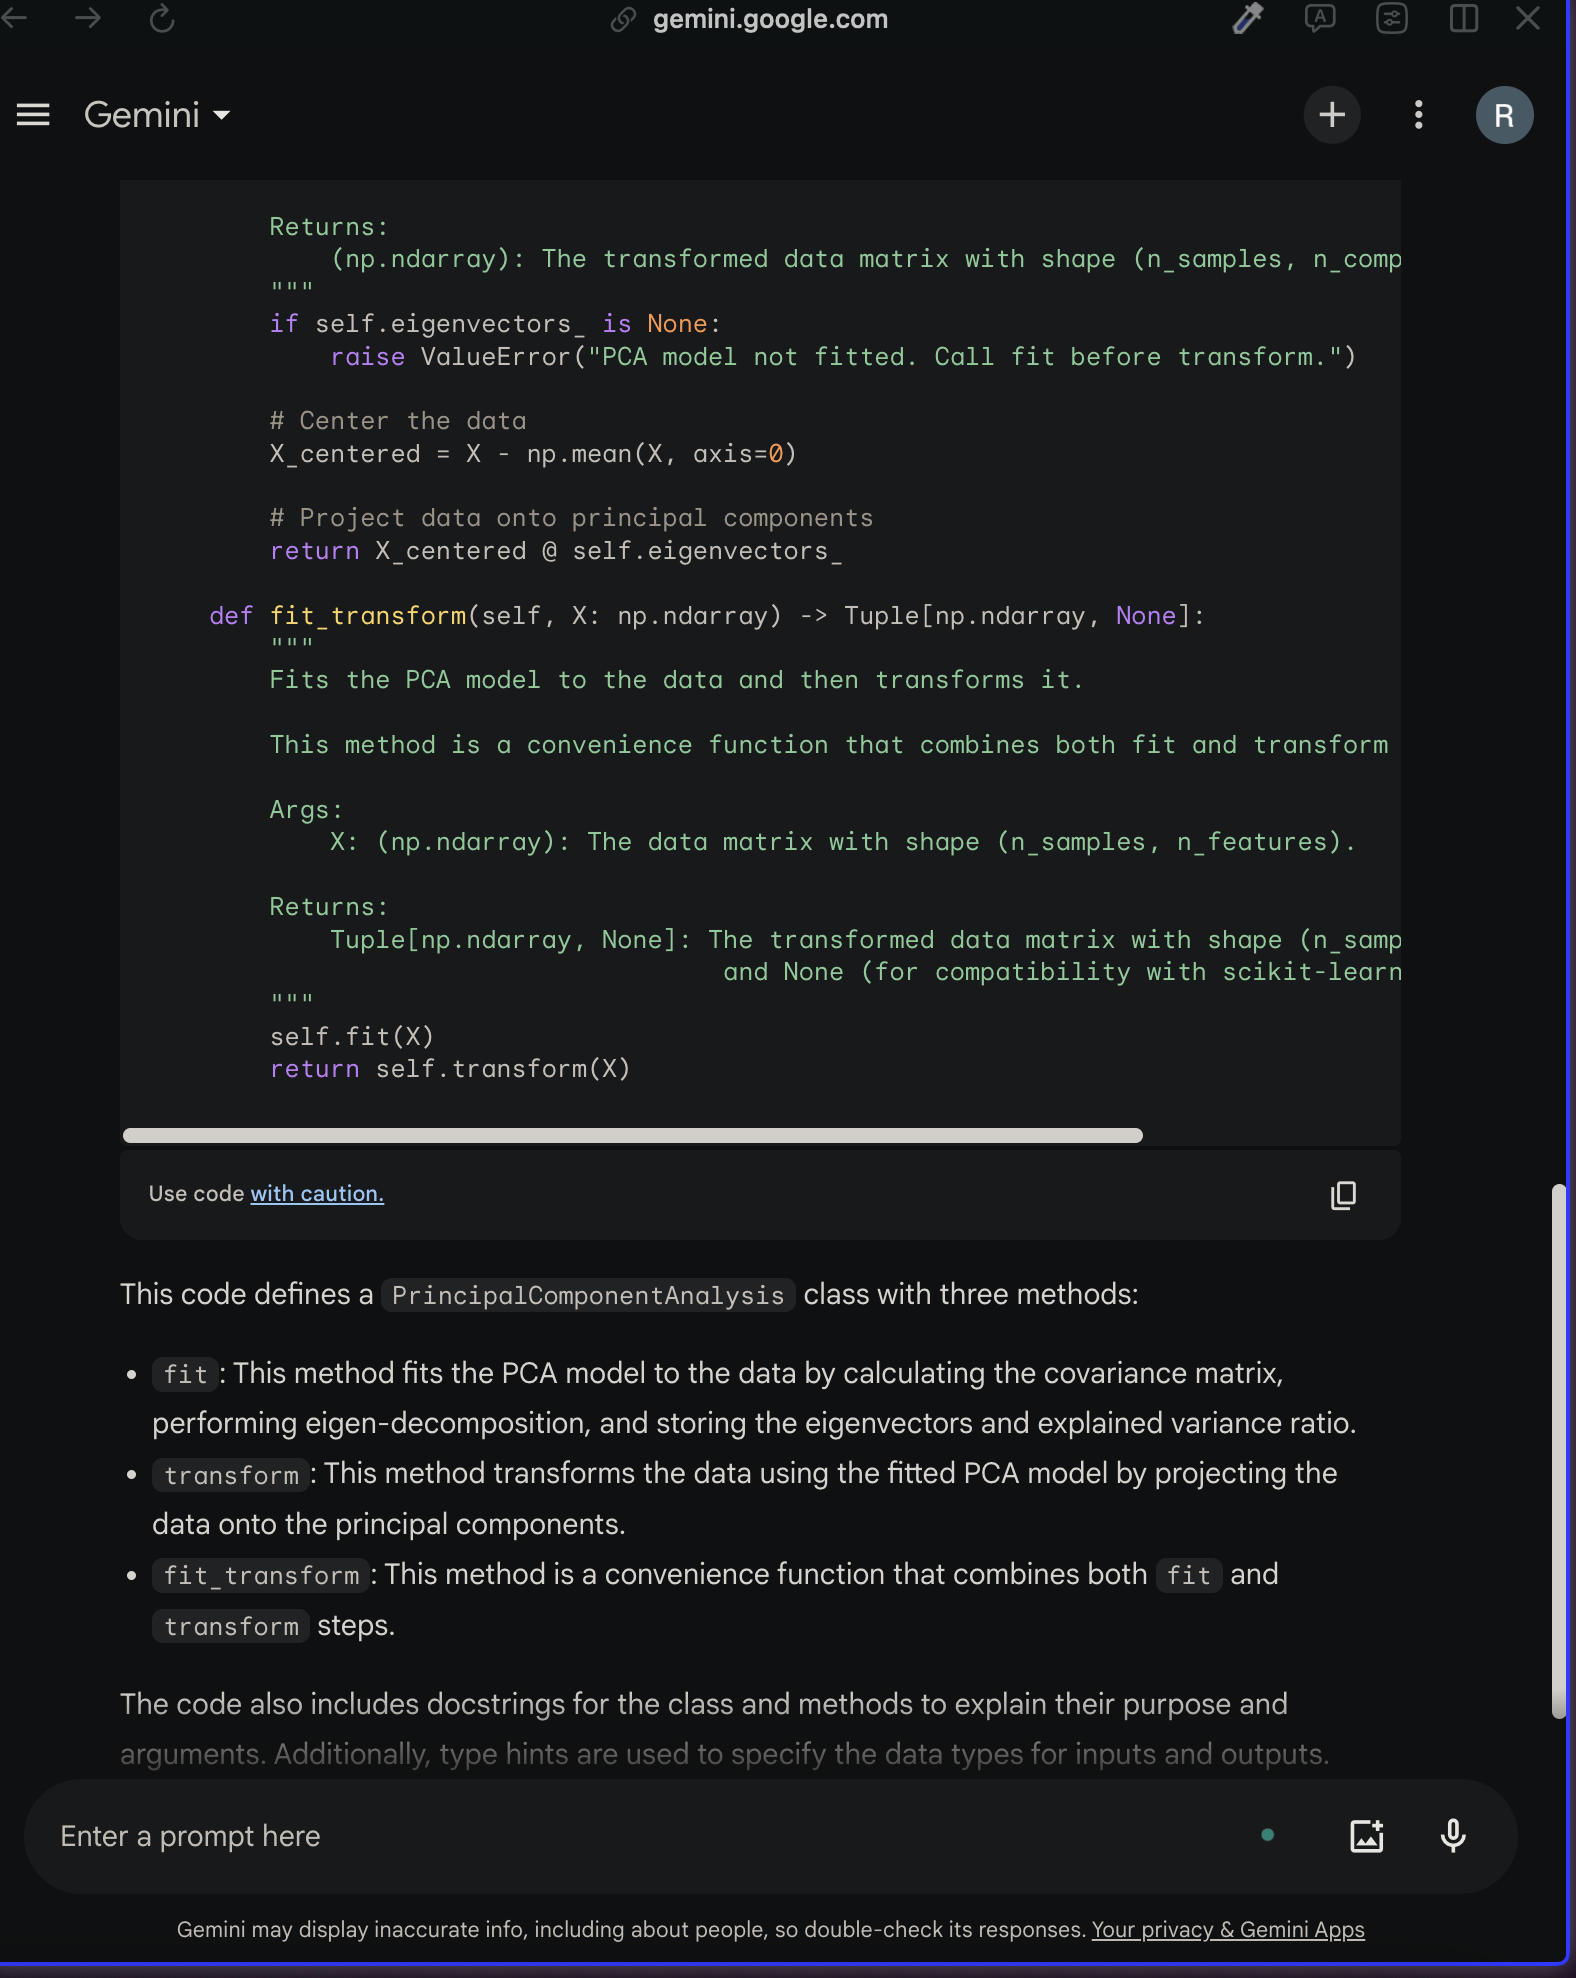 gemini.google.com
Gemini
R
Returns:
(np.ndarray): The transformed data matrix with shape (n_samples, n_comp
"""
if self.eigenvectors_ is None:
raise ValueError("PCA model not fitted. Call fit before transform.")
# Center the data
X_centered = X - np.mean(X, axis=0)
# Project data onto principal components
return X_centered @ self.eigenvectors_
def fit_transform(self, X: np.ndarray) -> Tuple[np.ndarray, None]:
"""
Fits the PCA model to the data and then transforms it.
This method is a convenience function that combines both fit and transform
Args:
X: (np.ndarray): The data matrix with shape (n_samples, n_features).
Returns:
Tuple[np.ndarray, None]: The transformed data matrix with shape (n_samp
and None (for compatibility with scikit-learn
"""
self.fit(X)
return self.transform(X)
Use code with caution.
This code defines a PrincipalComponentAnalysis class with three methods:
• fit: This method fits the PCA model to the data by calculating the covariance matrix,
performing eigen-decomposition, and storing the eigenvectors and explained variance ratio.
• transform: This method transforms the data using the fitted PCA model by projecting the
data onto the principal components.
• fit_transform: This method is a convenience function that combines both fit and
transform steps.
The code also includes docstrings for the class and methods to explain their purpose and
arguments. Additionally, type hints are used to specify the data types for inputs and outputs.
Enter a prompt here
Gemini may display inaccurate info, including about people, so double-check its responses. Your privacy & Gemini Apps